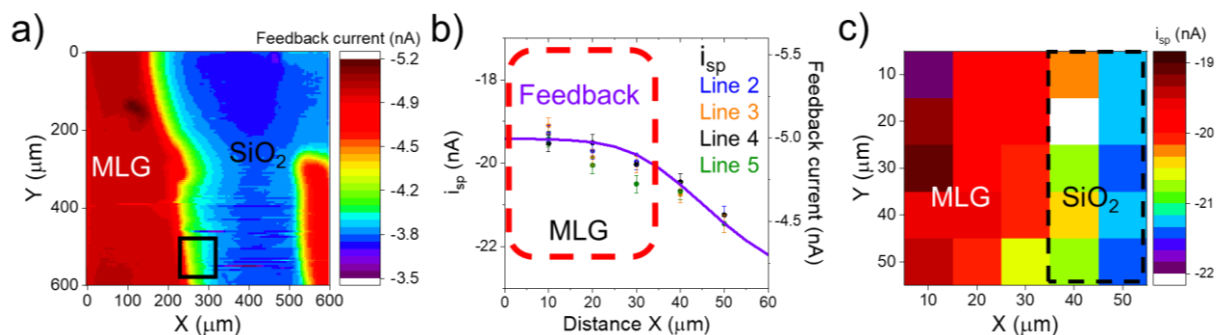 a)
Feedback current (nA)
0
200
400
600
Y (μm)
MLG
SiO₂
0 100 200 300 400 500 600
X (μm)
-5.2
-4.9
-4.5
-4.2
-3.8
-3.5
b)
-18
-20
-22
i_sp (nA)
Feedback
i_sp
Line 2
Line 3
Line 4
Line 5
MLG
0 10 20 30 40 50 60
Distance X (μm)
-5.5
-5.0
-4.5
Feedback current (nA)
c)
i_sp (nA)
10
20
30
40
50
Y (μm)
MLG
SiO₂
10 20 30 40 50
X (μm)
-19
-20
-21
-22